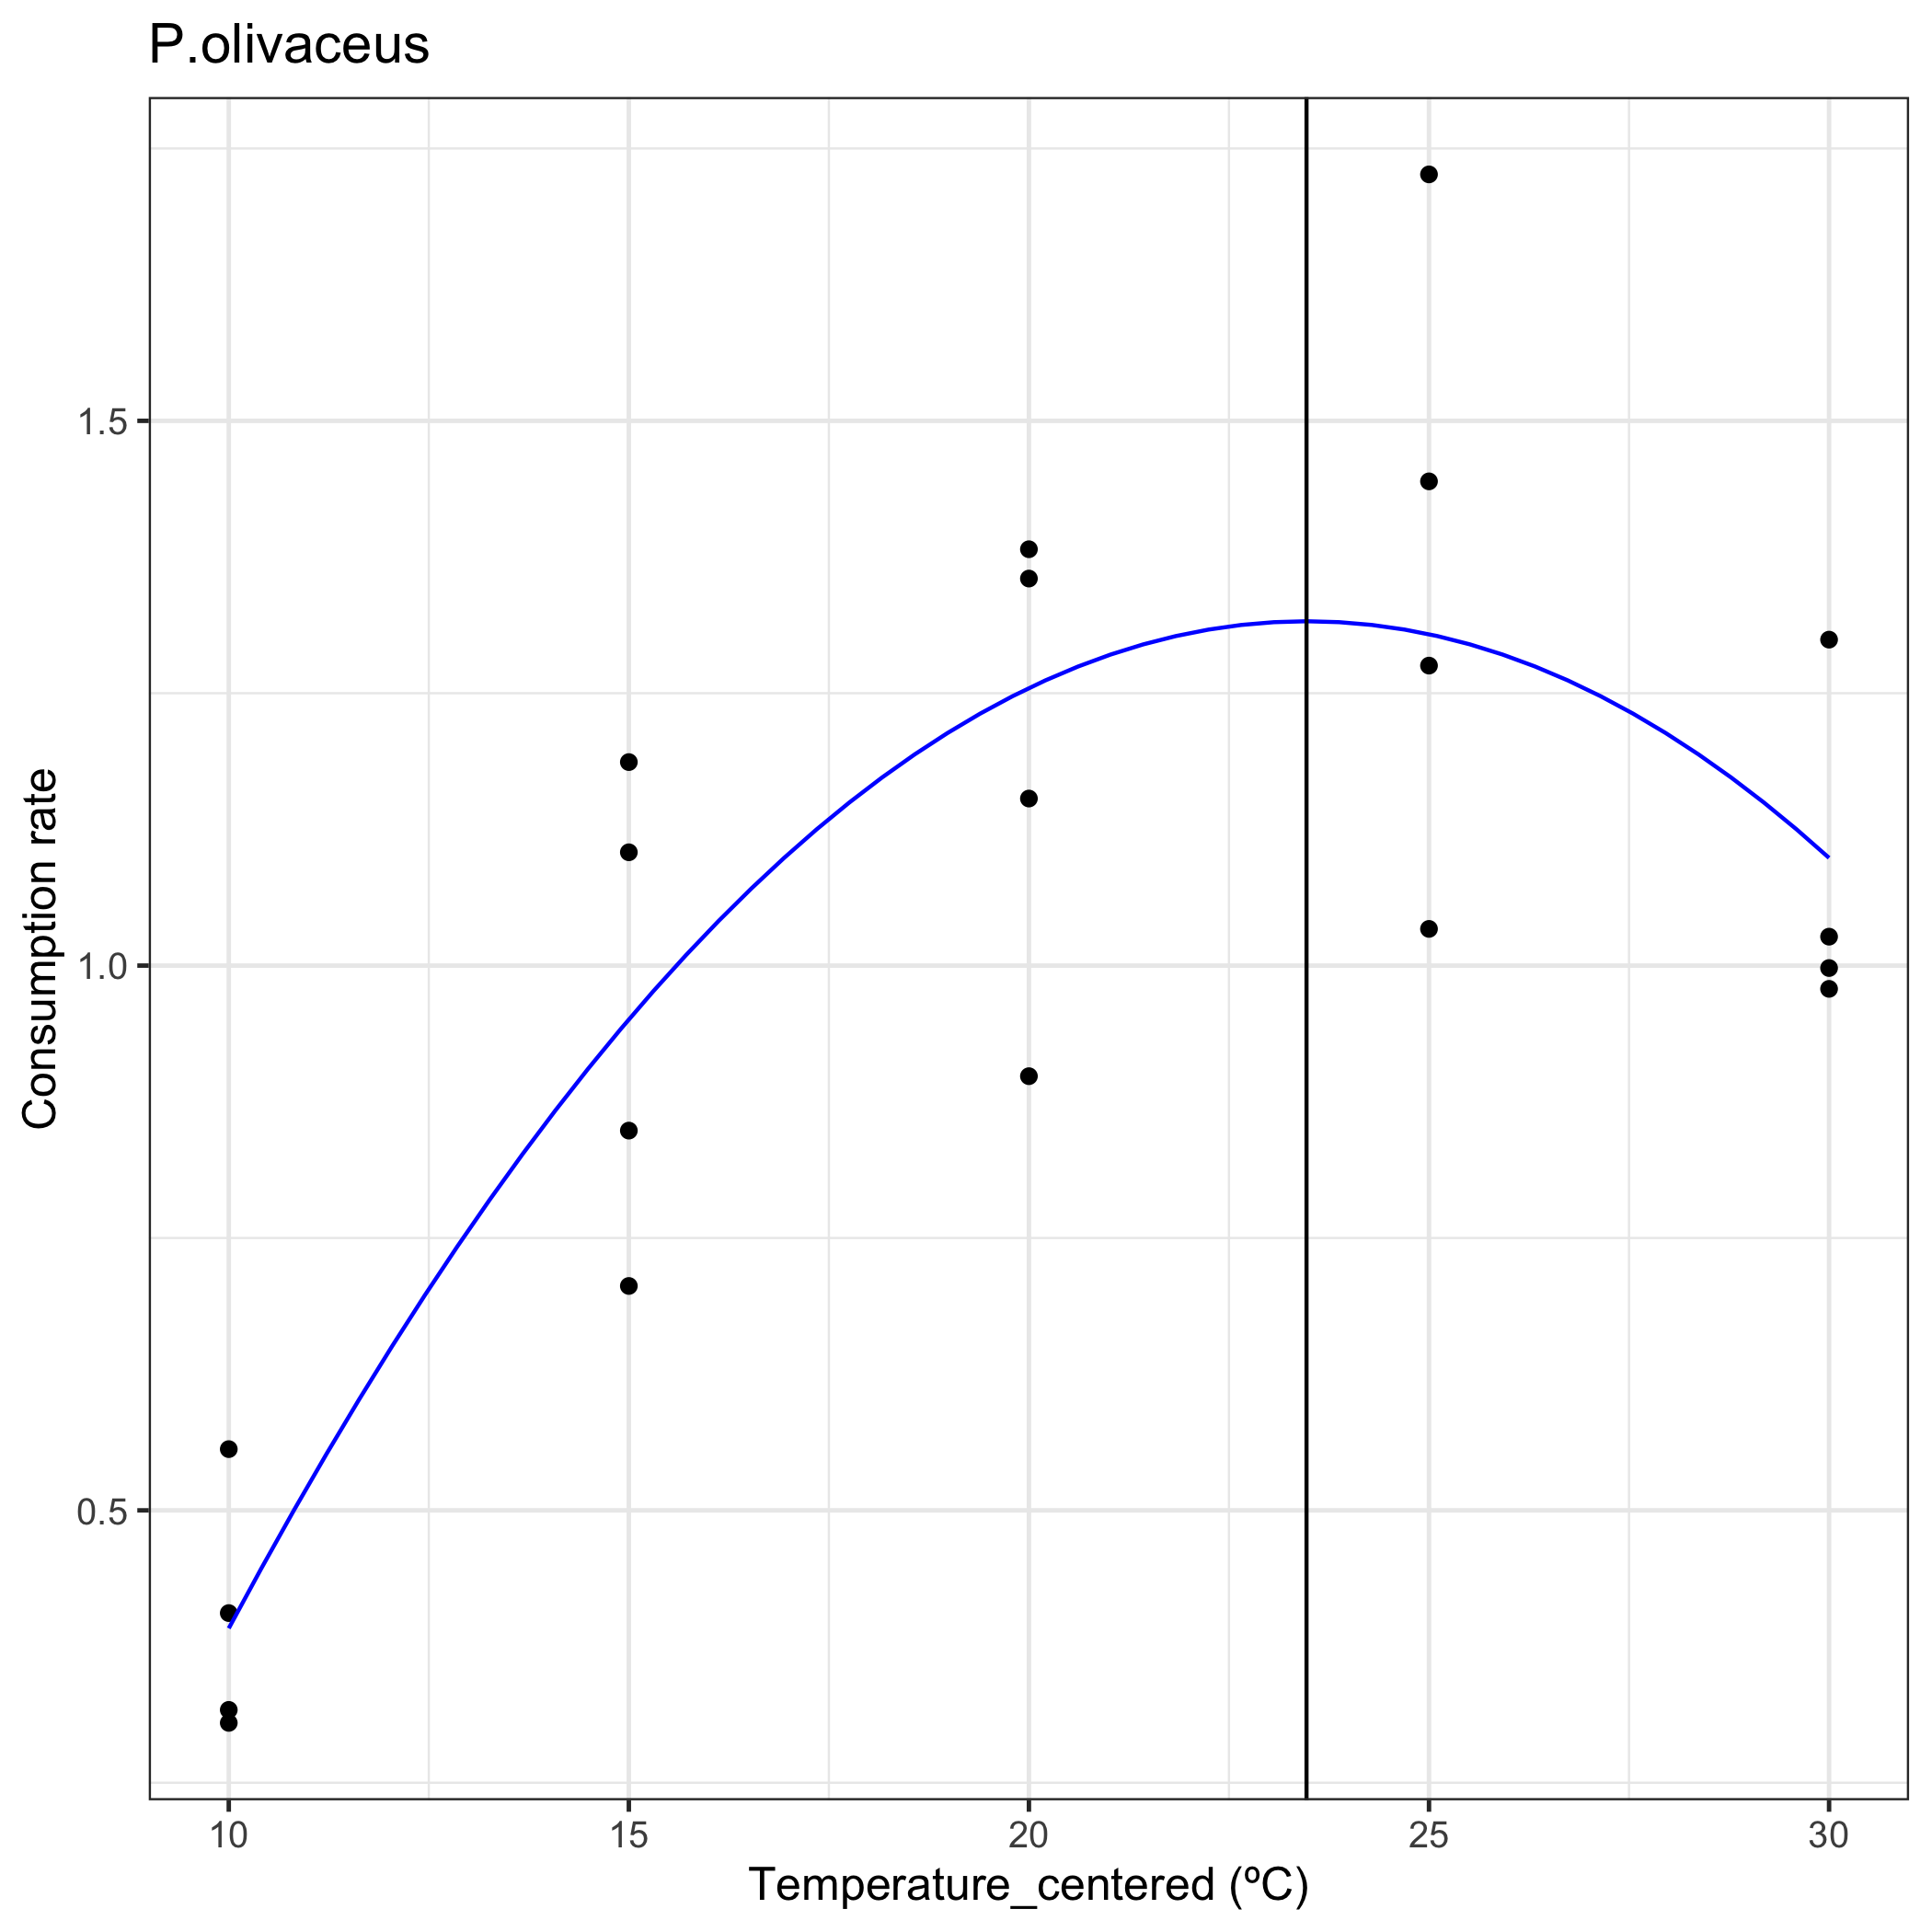 P.olivaceus
Consumption rate
1.5
1.0
0.5
10 15 20 25 30
Temperature_centered (ºC)